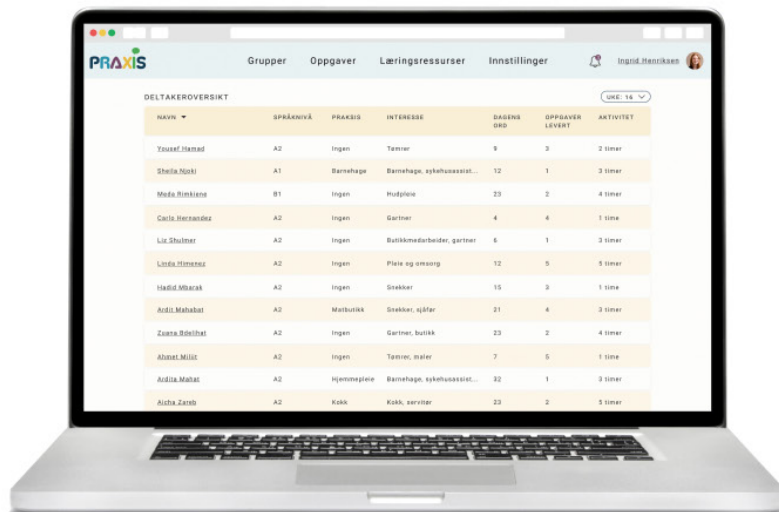 PRAXIS Grupper Oppgaver Læringsressurser Innstillinger Ingrid Henriksen
DELTAKEROVERSIKT UKE: 16
NAVN SPRÅKNIVÅ PRAKSIS INTERESSE DAGENS ORD OPPGAVER LEVERT AKTIVITET
Yousef Hamad A2 Ingen Tømrer 9 3 2 timer
Sheila Njoki A1 Barnehage Barnehage, sykehusassist... 12 1 3 timer
Meda Rimkiene B1 Ingen Hudpleie 23 2 4 timer
Carlo Hernandez A2 Ingen Gartner 4 4 1 time
Liz Shulmer A2 Ingen Butikkmedarbeider, gartner 6 1 3 timer
Linda Himenez A2 Ingen Pleie og omsorg 12 5 5 timer
Hadid Mbarak A2 Ingen Snekker 15 3 1 time
Ardit Mahabat A2 Matbutikk Snekker, sjåfør 21 4 3 timer
Zuana Bdelihat A2 Ingen Gartner, butikk 23 2 4 timer
Ahmet Milüt A2 Ingen Tømrer, maler 7 5 1 time
Ardita Mahat A2 Hjemmepleie Barnehage, sykehusassist... 32 1 3 timer
Aicha Zareb A2 Kokk Kokk, servitør 23 2 5 timer